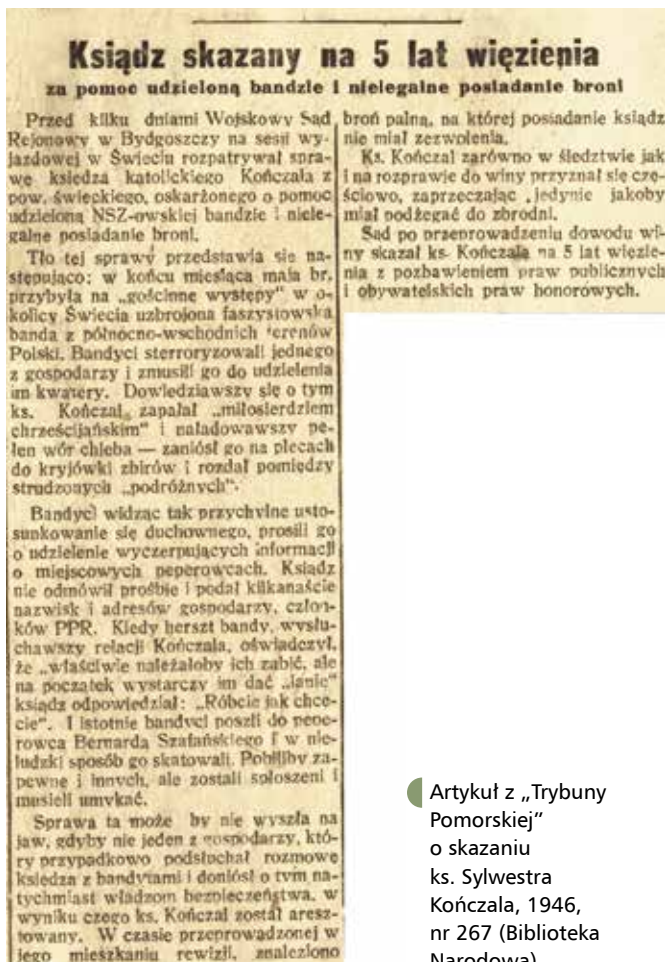 Ksiądz skazany na 5 lat więzienia
za pomoc udzieloną bandzie i nielegalne posiadanie broni
Przed kilku dniami Wojskowy Sąd
Rejonowy w Bydgoszczy na sesji wy-
jazdowej w Świeciu rozpatrywał spra-
wę księdza katolickiego Kończala z
pow. świeckiego, oskarżonego o pomoc
udzieloną NSZ-owskiej bandzie i niele-
galne posiadanie broni.
Tło tej sprawy przedstawia się na-
stępująco: w końcu miesiąca maja br.
przybyła na „gościnne występy" w o-
kolicy Świecia uzbrojona faszystowska
banda z północno-wschodnich terenów
Polski. Bandyci sterroryzowali jednego
z gospodarzy i zmusili go do udzielenia
im kwatery. Dowiedziawszy się o tym
ks. Kończal, zapałał „miłosierdziem
chrześcijańskim" i naładowawszy pe-
łen wór chleba — zaniósł go na plecach
do kryjówki zbirów i rozdał pomiędzy
strudzonych „podróżnych".
Bandyci widząc tak przychylne usto-
sunkowanie się duchownego, prosili go
o udzielenie wyczerpujących informacji
o miejscowych peperowcach. Ksiądz
nie odmówił prośbie i podał kilkanaście
nazwisk i adresów gospodarzy, człon-
ków PPR. Kiedy herszt bandy, wysłu-
chawszy relacji Kończala, oświadczył,
że „właściwie należałoby ich zabić, ale
na początek wystarczy im dać „lanie"
ksiądz odpowiedział: „Róbcie jak chce-
cie". I istotnie bandyci poszli do pepe-
rowca Bernarda Szafańskiego i w nie-
ludzki sposób go skatowali. Pobiliby za-
pewne i innych, ale zostali spłoszeni i
musieli umykać.
Sprawa ta może by nie wyszła na
jaw, gdyby nie jeden z gospodarzy, któ-
ry przypadkowo podsłuchał rozmowę
księdza z bandytami i doniósł o tym na-
tychmiast władzom bezpieczeństwa, w
wyniku czego ks. Kończal został aresz-
towany. W czasie przeprowadzonej w
jego mieszkaniu rewizji, znaleziono
broń palną, na której posiadanie ksiądz
nie miał zezwolenia.
Ks. Kończal zarówno w śledztwie jak
i na rozprawie do winy przyznał się czę-
ściowo, zaprzeczając jedynie jakoby
miał podżegać do zbrodni.
Sąd po przeprowadzeniu dowodu wi-
ny skazał ks. Kończala na 5 lat więzie-
nia z pozbawieniem praw publicznych
i obywatelskich praw honorowych.
Artykuł z „Trybuny
Pomorskiej"
o skazaniu
ks. Sylwestra
Kończala, 1946,
nr 267 (Biblioteka
Narodowa)